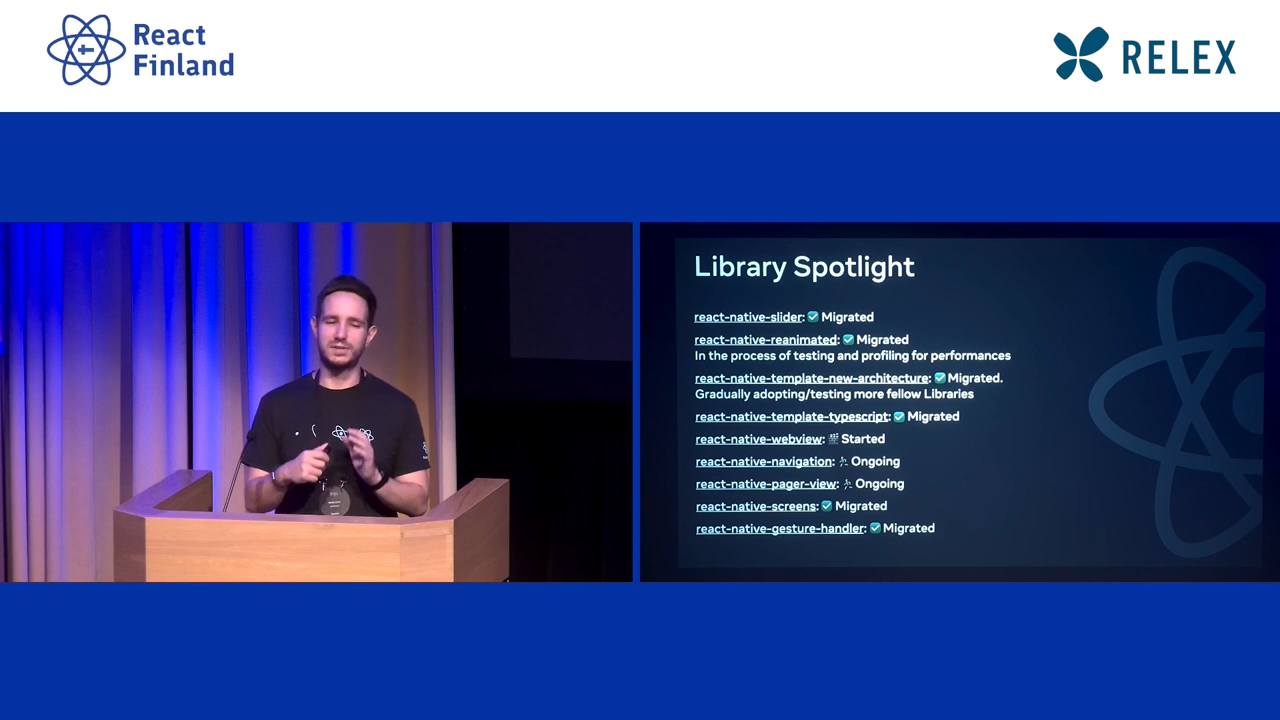 React
Finland
RELEX
Library Spotlight
react-native-slider: ✅ Migrated
react-native-reanimated: ✅ Migrated
In the process of testing and profiling for performances
react-native-template-new-architecture: ✅ Migrated.
Gradually adopting/testing more fellow Libraries
react-native-template-typescript: ✅ Migrated
react-native-webview: 🏁 Started
react-native-navigation: 🏃 Ongoing
react-native-pager-view: 🏃 Ongoing
react-native-screens: ✅ Migrated
react-native-gesture-handler: ✅ Migrated